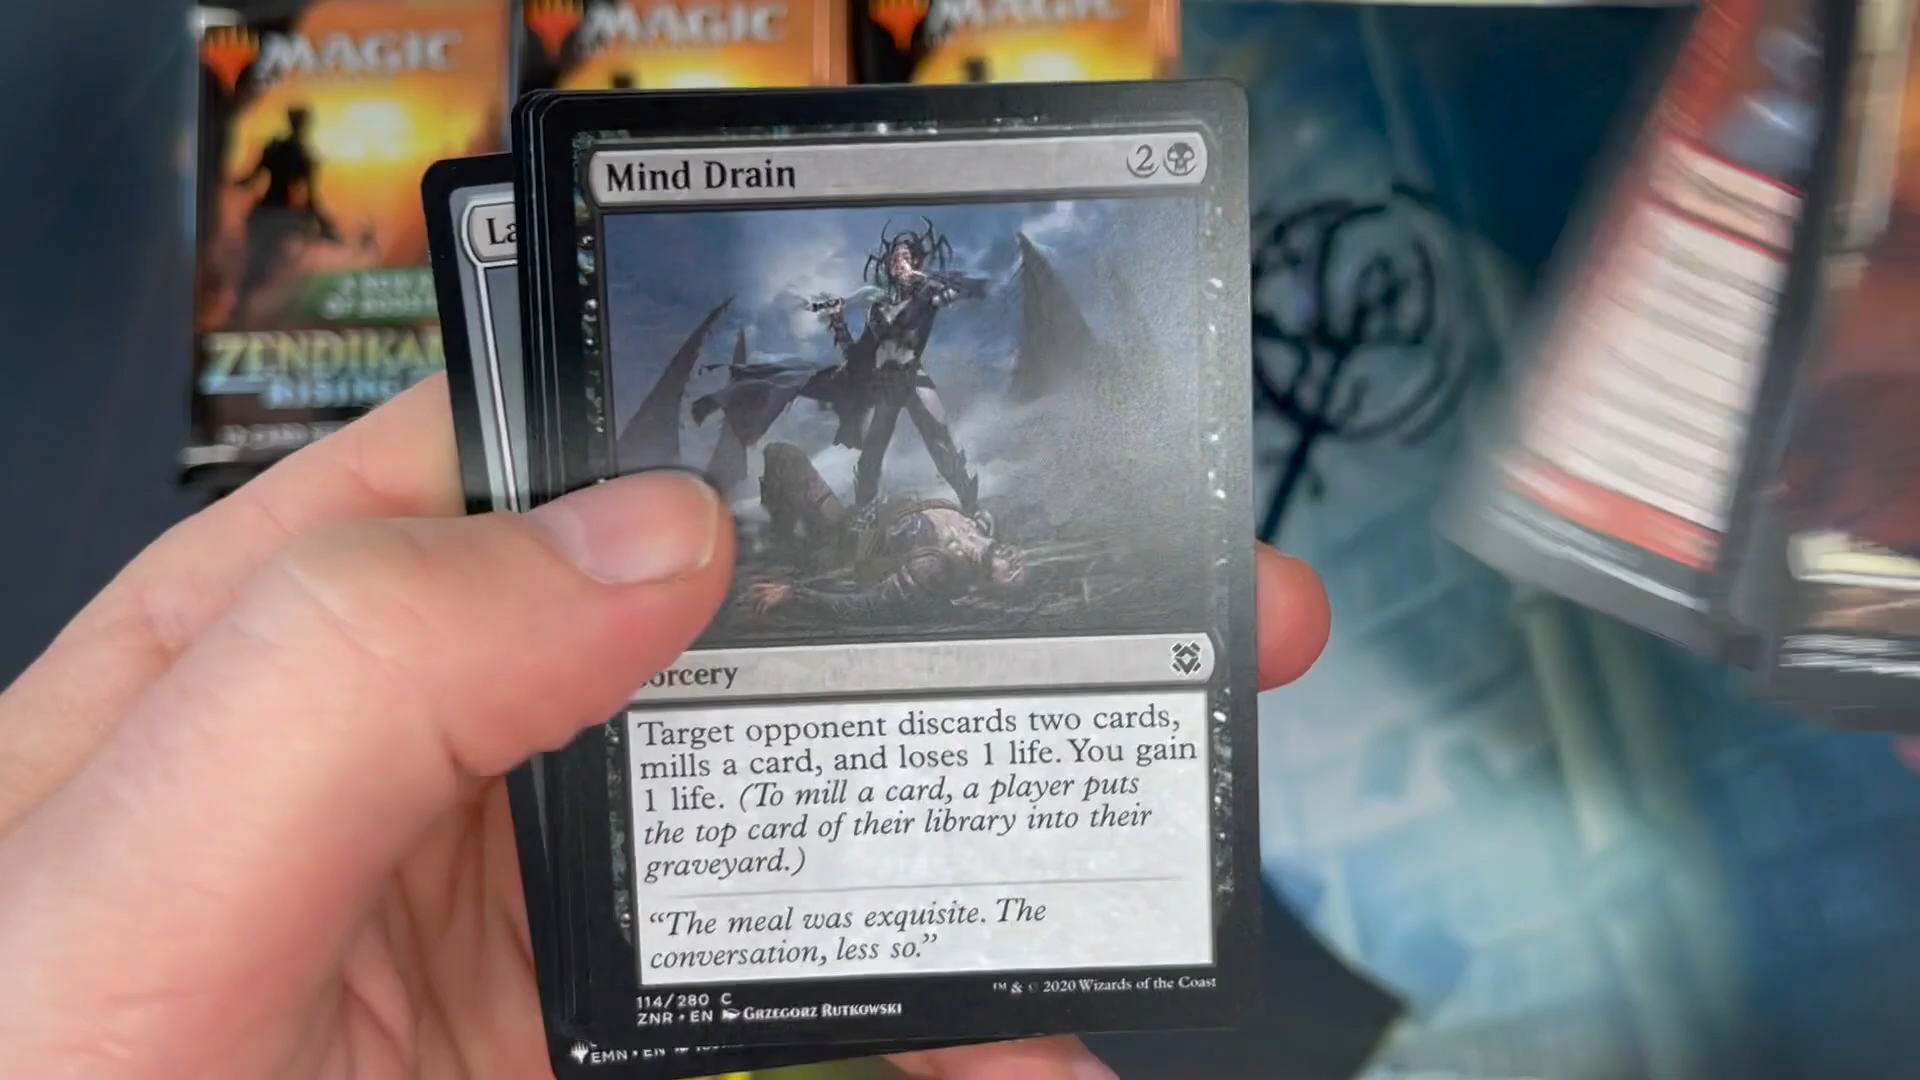 MAGIC
MAGIC
MAGIC
ZENDIKAR
RISING
La
Mind Drain
2
orcery
Target opponent discards two cards,
mills a card, and loses 1 life. You gain
1 life. (To mill a card, a player puts
the top card of their library into their
graveyard.)
“The meal was exquisite. The
conversation, less so.”
114/280 C
ZNR • EN GRZEGORZ RUTKOWSKI
™ & © 2020 Wizards of the Coast
EMN • EN